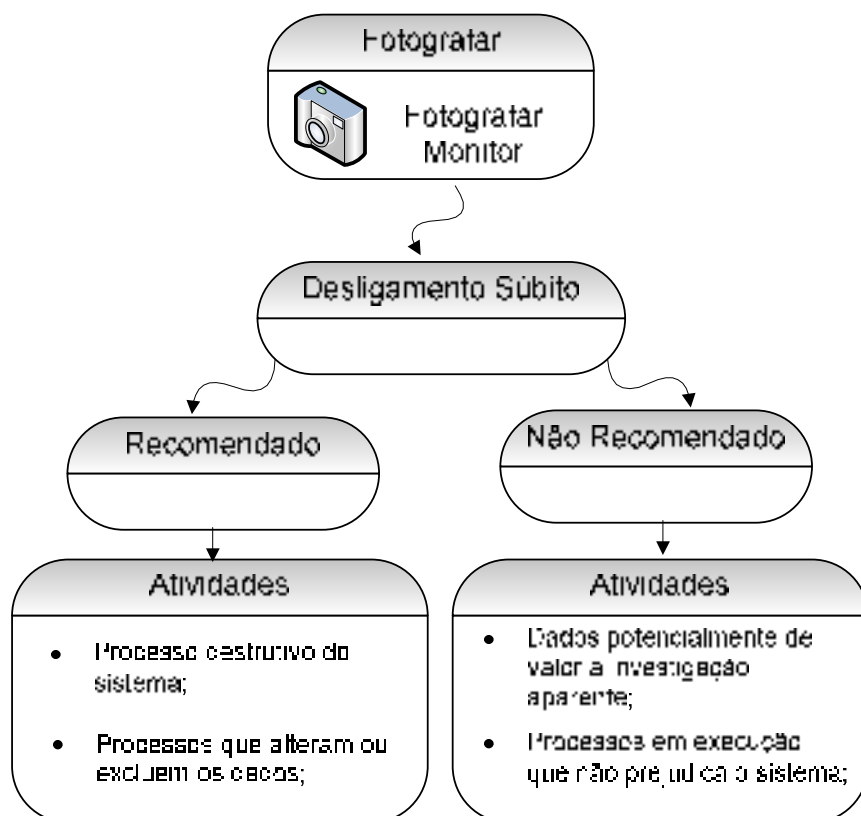 Fotografar
Fotografar
Monitor
Desligamento Súbito
Recomendado
Não Recomendado
Atividades
• Processo destrutivo do
sistema;
• Processos que alteram ou
excluem os dados;
Atividades
• Dados potencialmente de
valor a investigação
aparente;
• Processos em execução
que não prejudica o sistema;